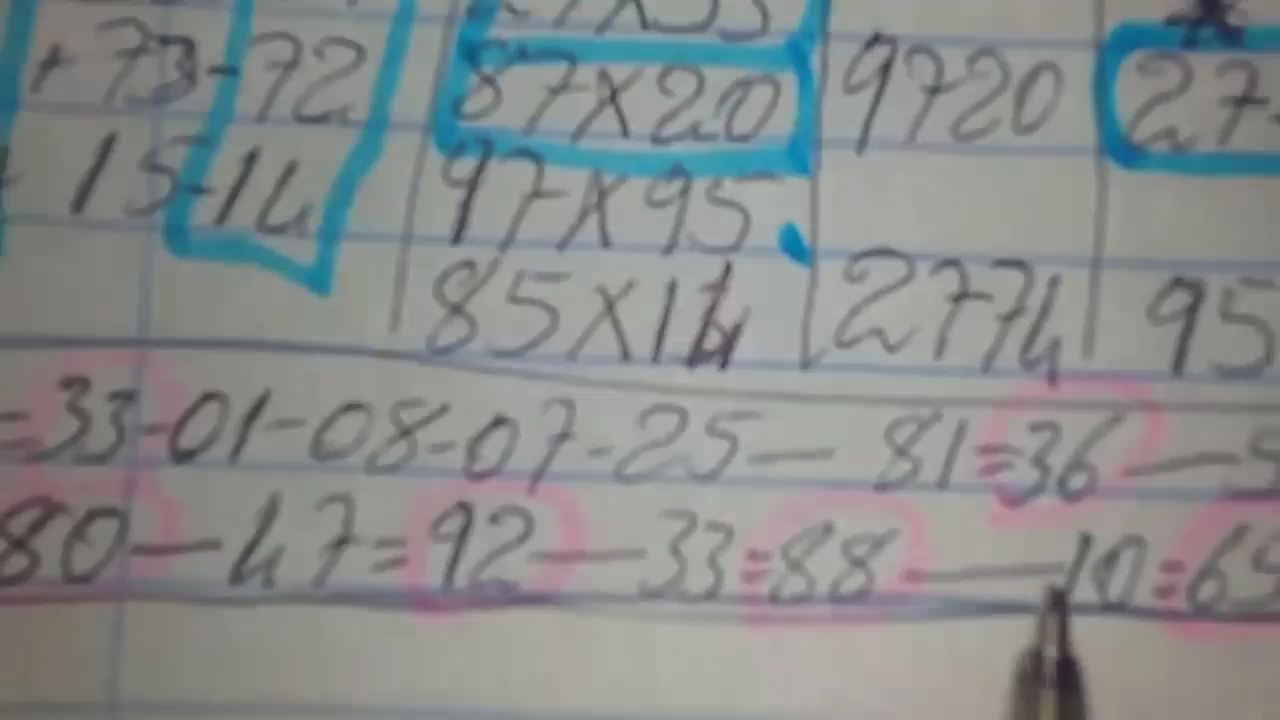 + 73-72 87x20 9720 27-
15-14 97x95
85x14 2774 95
=33-01-08-07-25— 81=36—
80—47=92—33=88—10=69